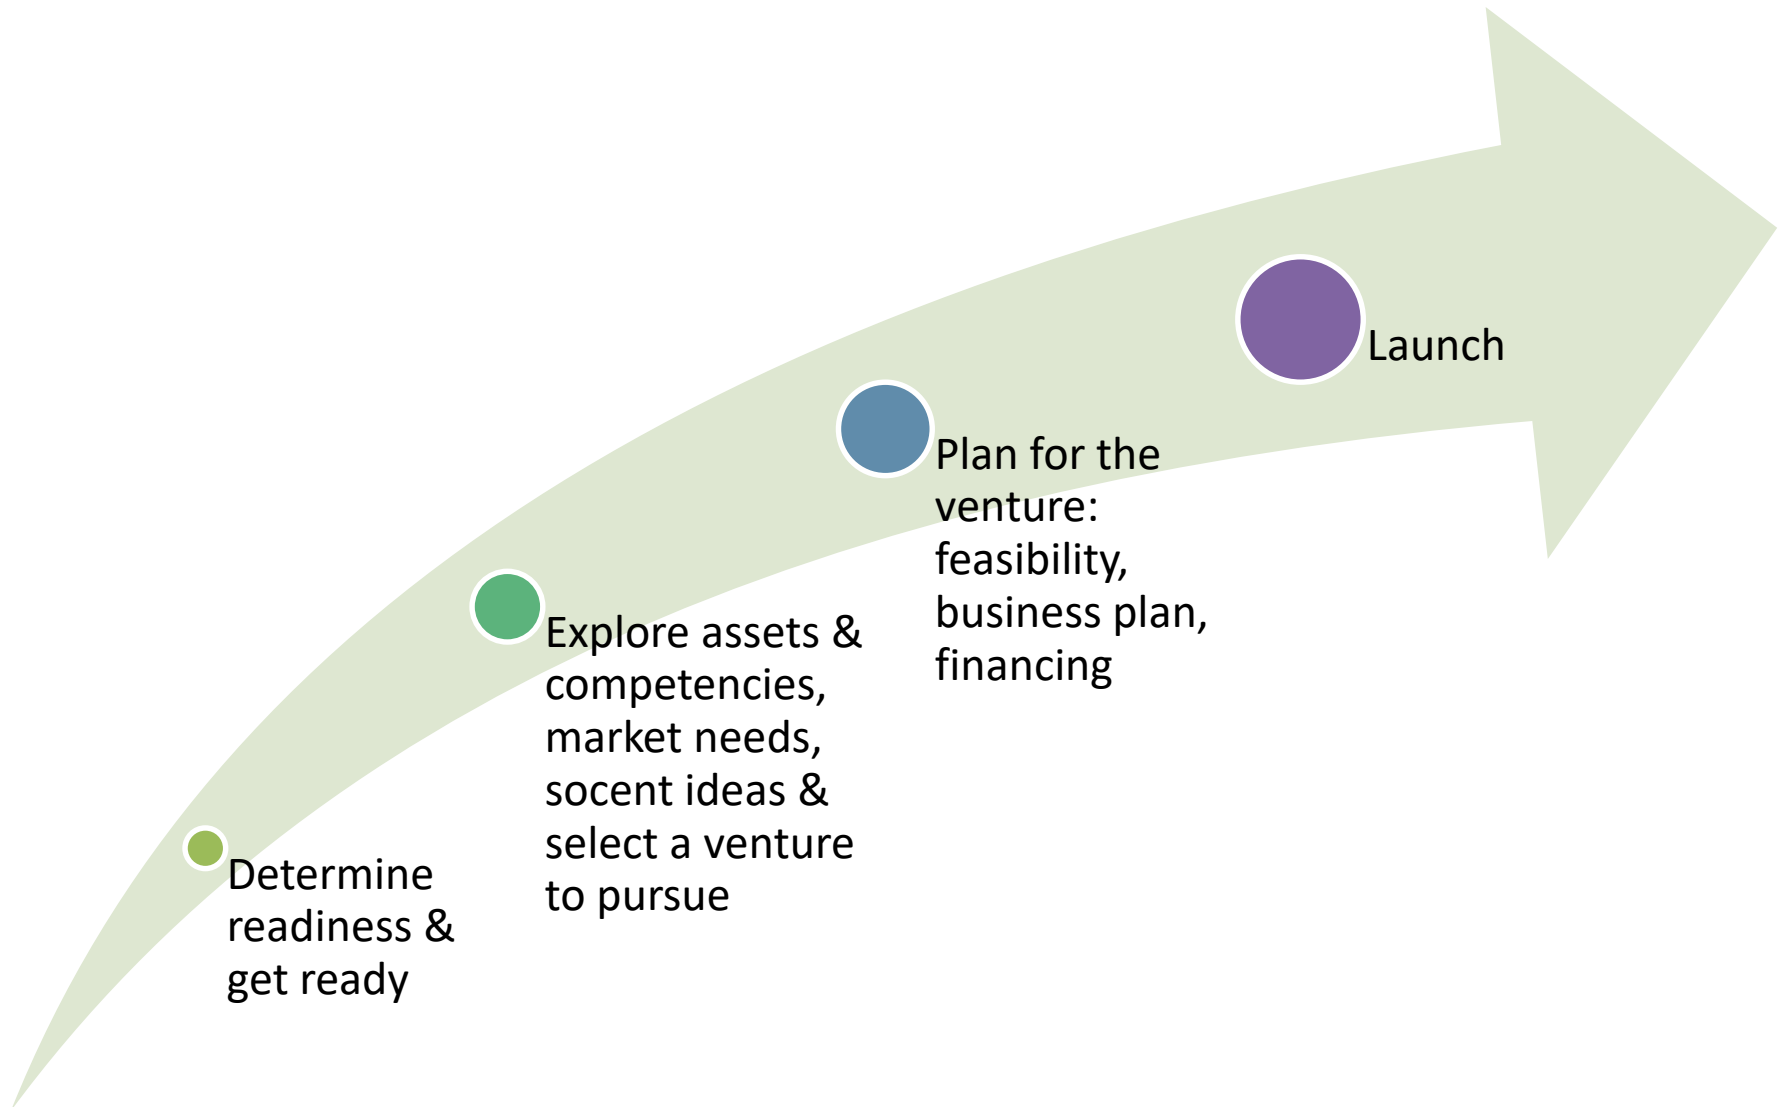 Determine
readiness &
get ready
Explore assets &
competencies,
market needs,
socent ideas &
select a venture
to pursue
Plan for the
venture:
feasibility,
business plan,
financing
Launch